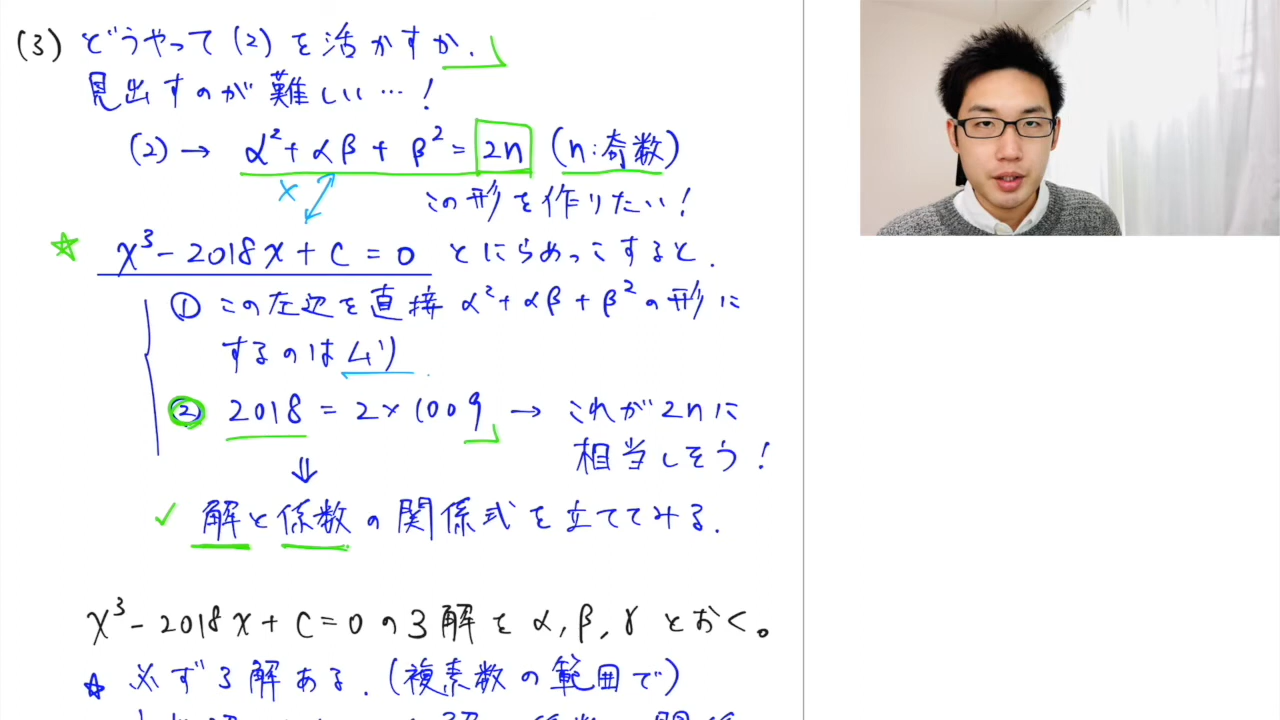 (3) どうやって(2)を活かすか、
見出すのが難しい…!
(2) → α²+αβ+β²=2n (n:奇数)
× この形を作りたい!
☆ x³-2018x+c=0 とにらめっこすると、
① この左辺を直接 α²+αβ+β²の形に
するのはムリ
② 2018=2×1009 → これが2nに
相当しそう!
⇓
✓ 解と係数の関係式を立ててみる.
x³-2018x+c=0の3解をα,β,γとおく。
☆ 必ず3解ある.(複素数の範囲で)